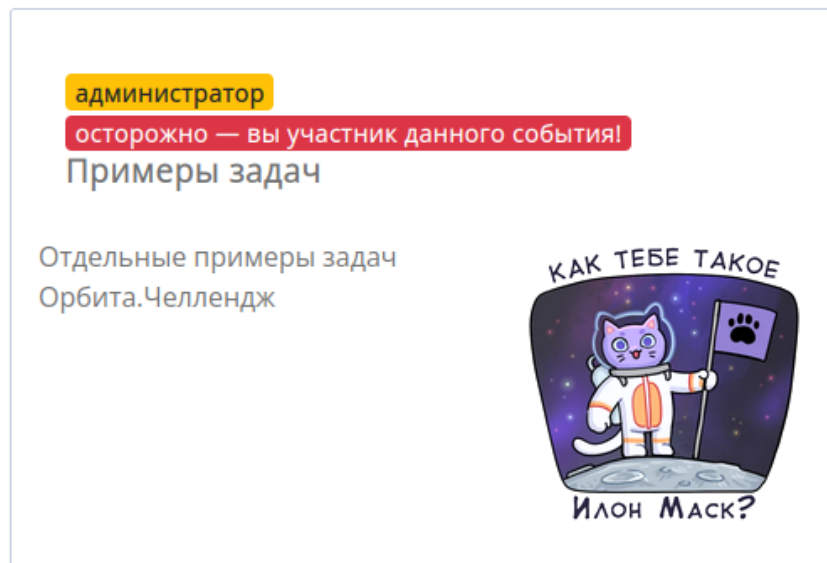 администратор
осторожно — вы участник данного события!
Примеры задач
Отдельные примеры задач
Орбита.Челлендж
КАК ТЕБЕ ТАКОЕ
ИЛОН МАСК?